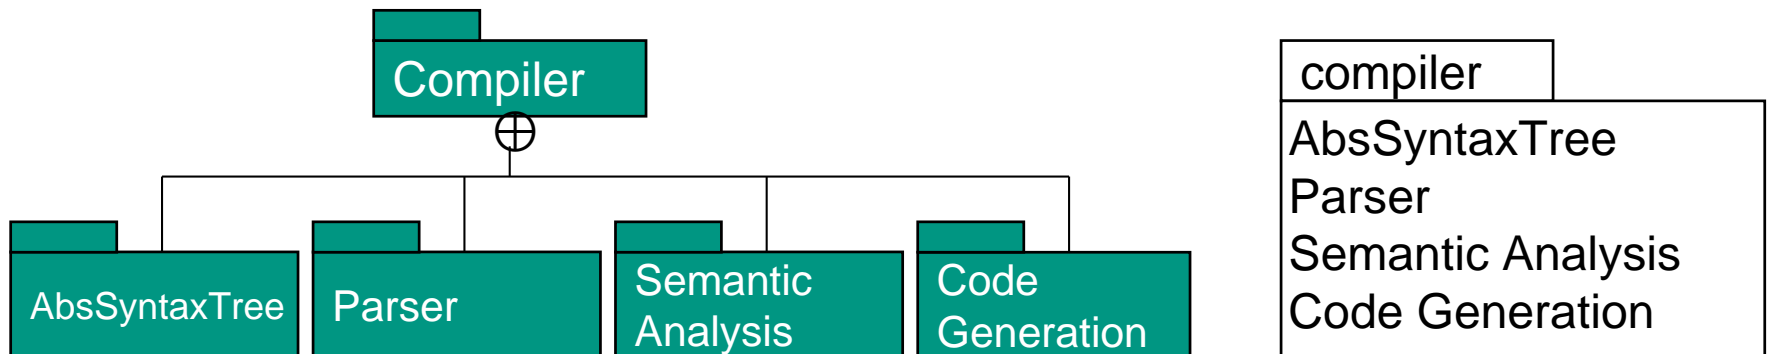 Compiler
AbsSyntaxTree
Parser
Semantic
Analysis
Code
Generation
compiler
AbsSyntaxTree
Parser
Semantic Analysis
Code Generation